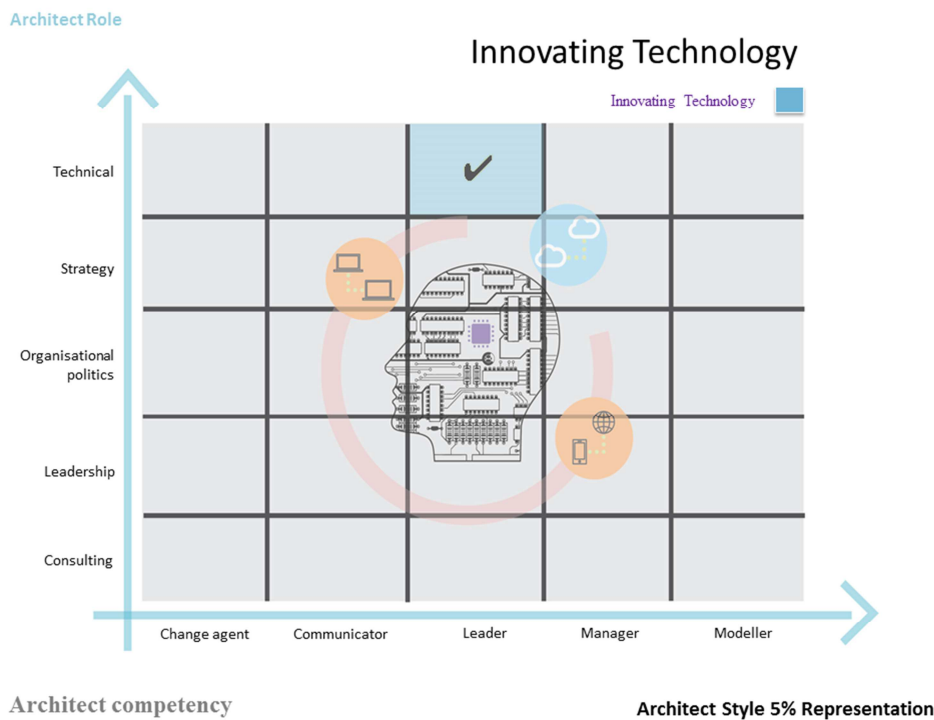 Architect Role
Innovating Technology
Innovating Technology
Technical
Strategy
Organisational
politics
Leadership
Consulting
Change agent
Communicator
Leader
Manager
Modeller
Architect competency
Architect Style 5% Representation